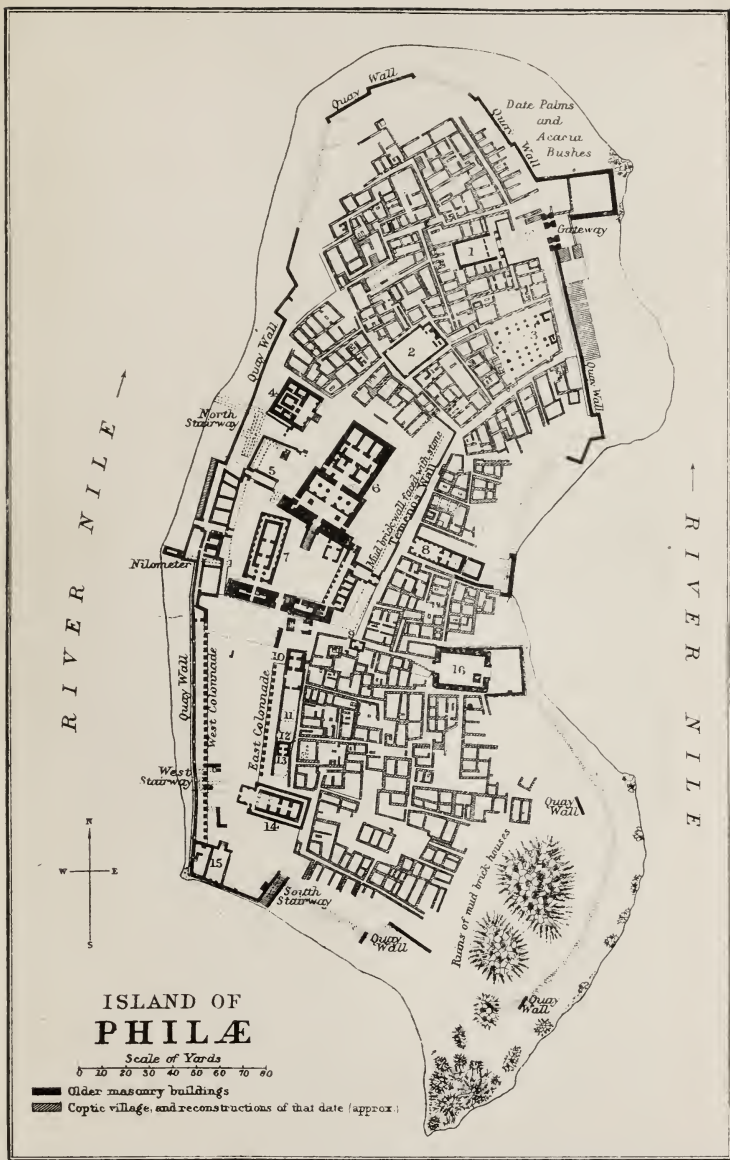 Quay Wall
Date Palms
and
Acacia
Bushes
Quay Wall
Gateway
1
2
3
Quay Wall
Quay Wall
4
North
Stairway
5
6
Mud brick wall faced with stone
Temenos Wall
7
8
Nilometer
9
RIVER NILE
RIVER NILE
10
16
Quay Wall
West Colonnade
East Colonnade
11
12
13
West
Stairway
14
Quay
Wall
15
South
Stairway
Ruins of mud brick houses
Quay
Wall
Quay
Wall
N
W
E
S
ISLAND OF
PHILÆ
Scale of Yards
0 10 20 30 40 50 60 70 80
Older masonry buildings
Coptic village, and reconstructions of that date (approx.)